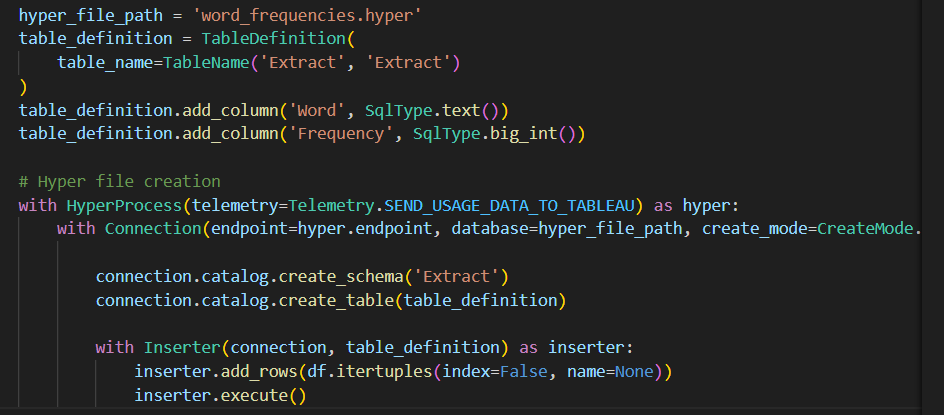 hyper_file_path = 'word_frequencies.hyper'
table_definition = TableDefinition(
    table_name=TableName('Extract', 'Extract')
)
table_definition.add_column('Word', SqlType.text())
table_definition.add_column('Frequency', SqlType.big_int())

# Hyper file creation
with HyperProcess(telemetry=Telemetry.SEND_USAGE_DATA_TO_TABLEAU) as hyper:
    with Connection(endpoint=hyper.endpoint, database=hyper_file_path, create_mode=CreateMode.

        connection.catalog.create_schema('Extract')
        connection.catalog.create_table(table_definition)

        with Inserter(connection, table_definition) as inserter:
            inserter.add_rows(df.itertuples(index=False, name=None))
            inserter.execute()